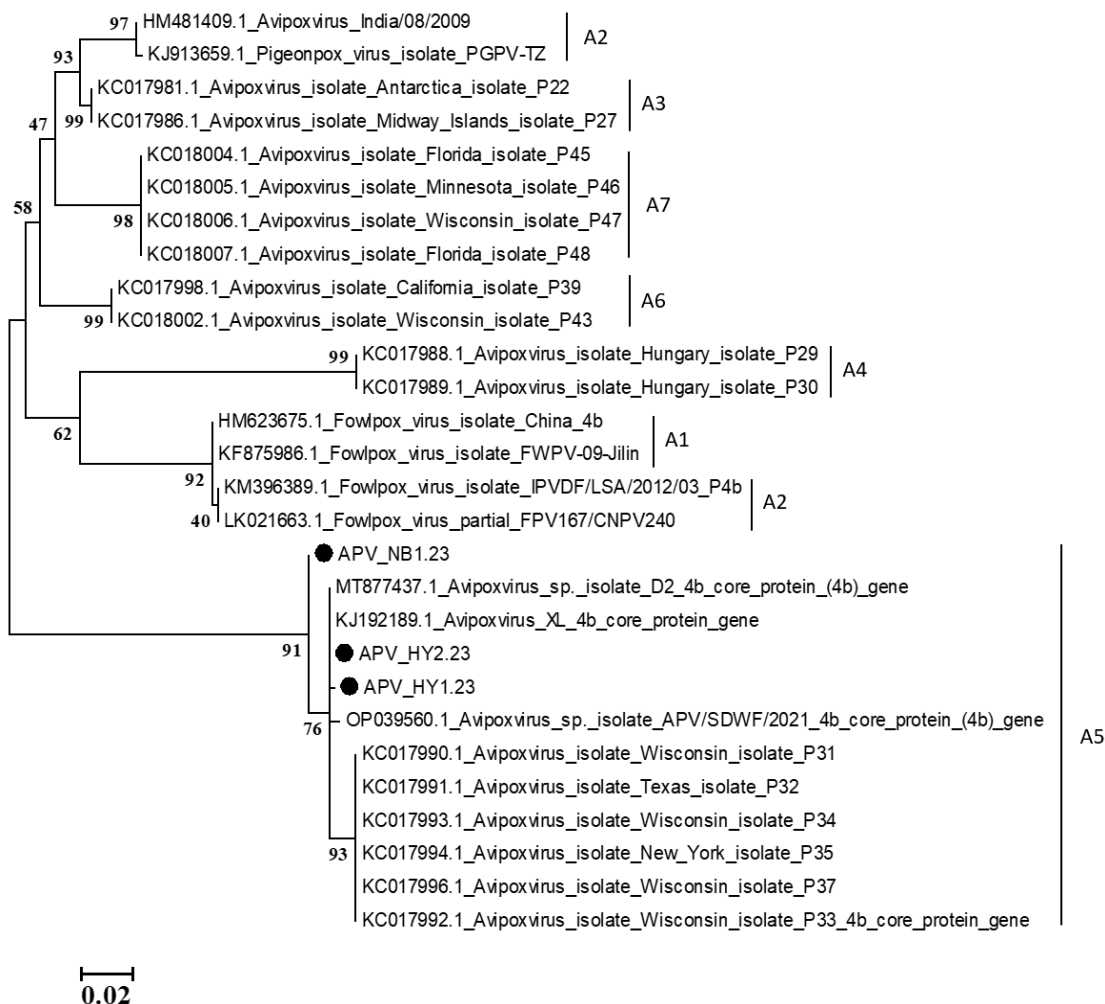 97
HM481409.1_Avipoxvirus_India/08/2009
A2
93
KJ913659.1_Pigeonpox_virus_isolate_PGPV-TZ
KC017981.1_Avipoxvirus_isolate_Antarctica_isolate_P22
A3
99
KC017986.1_Avipoxvirus_isolate_Midway_Islands_isolate_P27
47
KC018004.1_Avipoxvirus_isolate_Florida_isolate_P45
KC018005.1_Avipoxvirus_isolate_Minnesota_isolate_P46
A7
58
98
KC018006.1_Avipoxvirus_isolate_Wisconsin_isolate_P47
KC018007.1_Avipoxvirus_isolate_Florida_isolate_P48
KC017998.1_Avipoxvirus_isolate_California_isolate_P39
A6
99
KC018002.1_Avipoxvirus_isolate_Wisconsin_isolate_P43
99
KC017988.1_Avipoxvirus_isolate_Hungary_isolate_P29
A4
KC017989.1_Avipoxvirus_isolate_Hungary_isolate_P30
62
HM623675.1_Fowlpox_virus_isolate_China_4b
A1
KF875986.1_Fowlpox_virus_isolate_FWPV-09-Jilin
92
KM396389.1_Fowlpox_virus_isolate_IPVDF/LSA/2012/03_P4b
A2
40
LK021663.1_Fowlpox_virus_partial_FPV167/CNPV240
APV_NB1.23
MT877437.1_Avipoxvirus_sp._isolate_D2_4b_core_protein_(4b)_gene
KJ192189.1_Avipoxvirus_XL_4b_core_protein_gene
91
APV_HY2.23
APV_HY1.23
76
OP039560.1_Avipoxvirus_sp._isolate_APV/SDWF/2021_4b_core_protein_(4b)_gene
A5
KC017990.1_Avipoxvirus_isolate_Wisconsin_isolate_P31
KC017991.1_Avipoxvirus_isolate_Texas_isolate_P32
KC017993.1_Avipoxvirus_isolate_Wisconsin_isolate_P34
93
KC017994.1_Avipoxvirus_isolate_New_York_isolate_P35
KC017996.1_Avipoxvirus_isolate_Wisconsin_isolate_P37
KC017992.1_Avipoxvirus_isolate_Wisconsin_isolate_P33_4b_core_protein_gene
0.02